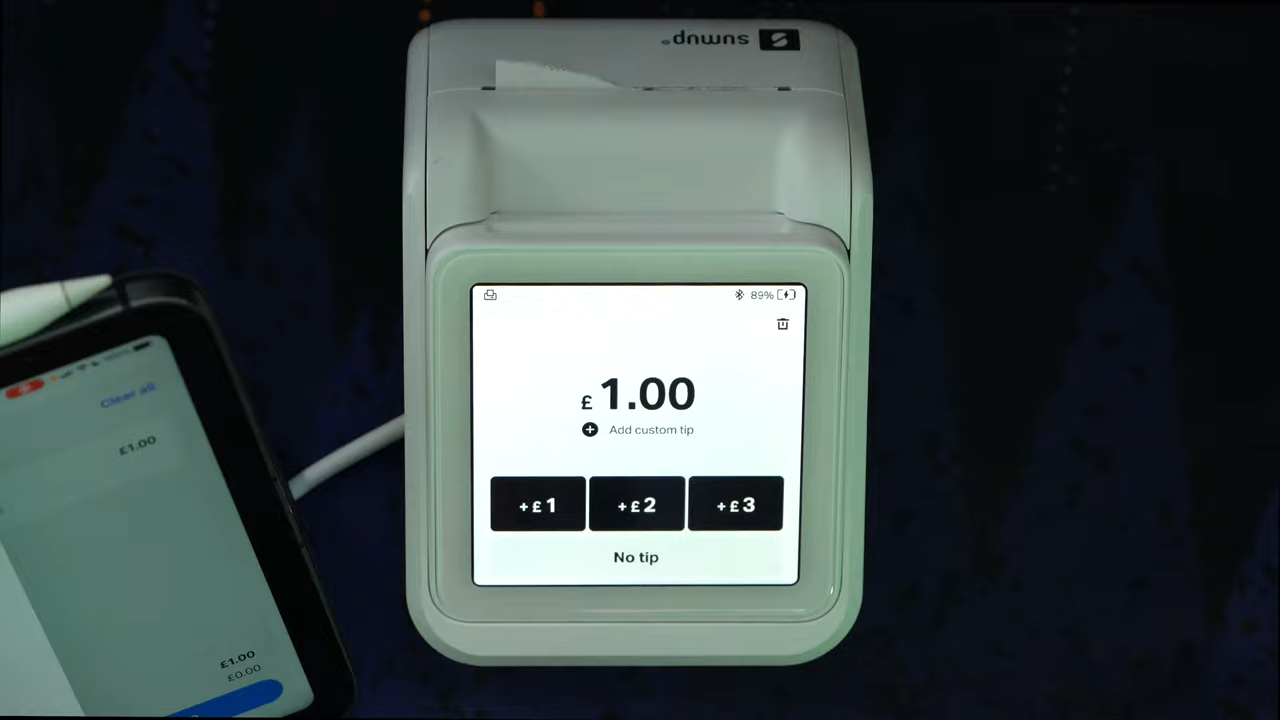 sumup®
89%
£ 1.00
Add custom tip
+£1
+£2
+£3
No tip
Clear all
£1.00
£1.00
£0.00